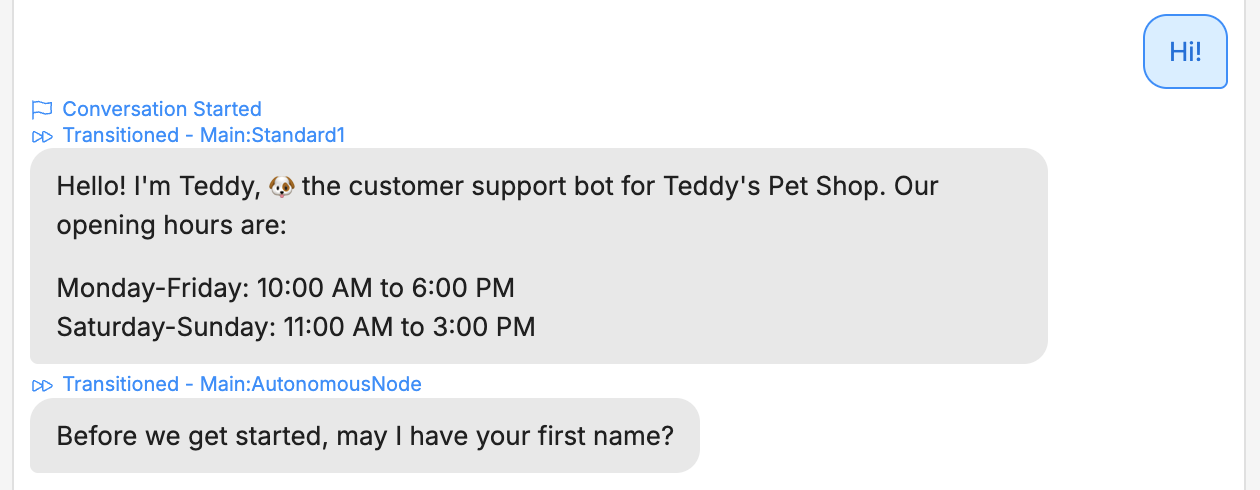 Hi!
Conversation Started
Transitioned - Main:Standard1
Hello! I'm Teddy, 🐶 the customer support bot for Teddy's Pet Shop. Our
opening hours are:
Monday-Friday: 10:00 AM to 6:00 PM
Saturday-Sunday: 11:00 AM to 3:00 PM
Transitioned - Main:AutonomousNode
Before we get started, may I have your first name?